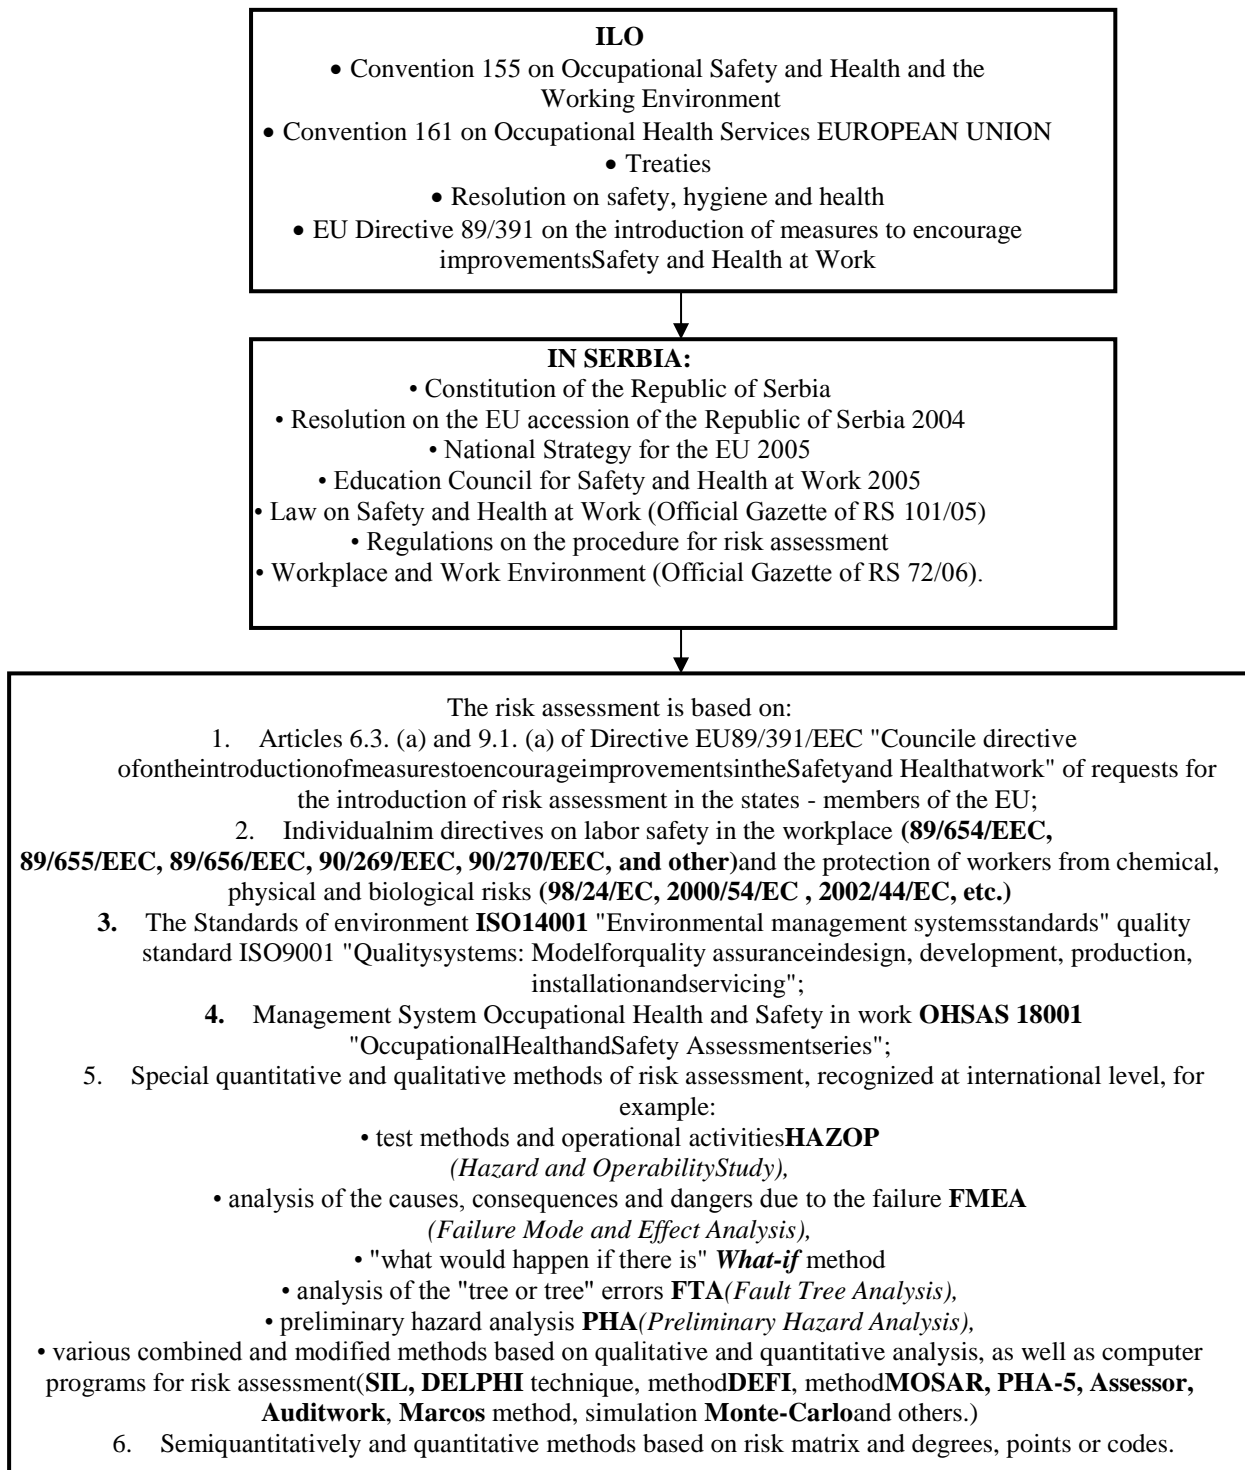 ILO
• Convention 155 on Occupational Safety and Health and the
Working Environment
• Convention 161 on Occupational Health Services EUROPEAN UNION
• Treaties
• Resolution on safety, hygiene and health
• EU Directive 89/391 on the introduction of measures to encourage
improvementsSafety and Health at Work
IN SERBIA:
• Constitution of the Republic of Serbia
• Resolution on the EU accession of the Republic of Serbia 2004
• National Strategy for the EU 2005
• Education Council for Safety and Health at Work 2005
• Law on Safety and Health at Work (Official Gazette of RS 101/05)
• Regulations on the procedure for risk assessment
• Workplace and Work Environment (Official Gazette of RS 72/06).
The risk assessment is based on:
1. Articles 6.3. (a) and 9.1. (a) of Directive EU89/391/EEC "Councile directive
ofontheintroductionofmeasurestoencourageimprovementsintheSafetyand Healthatwork" of requests for
the introduction of risk assessment in the states - members of the EU;
2. Individualnim directives on labor safety in the workplace (89/654/EEC,
89/655/EEC, 89/656/EEC, 90/269/EEC, 90/270/EEC, and other)and the protection of workers from chemical,
physical and biological risks (98/24/EC, 2000/54/EC , 2002/44/EC, etc.)
3. The Standards of environment ISO14001 "Environmental management systemsstandards" quality
standard ISO9001 "Qualitysystems: Modelforquality assuranceindesign, development, production,
installationandservicing";
4. Management System Occupational Health and Safety in work OHSAS 18001
"OccupationalHealthandSafety Assessmentseries";
5. Special quantitative and qualitative methods of risk assessment, recognized at international level, for
example:
• test methods and operational activitiesHAZOP
(Hazard and OperabilityStudy),
• analysis of the causes, consequences and dangers due to the failure FMEA
(Failure Mode and Effect Analysis),
• "what would happen if there is" What-if method
• analysis of the "tree or tree" errors FTA(Fault Tree Analysis),
• preliminary hazard analysis PHA(Preliminary Hazard Analysis),
• various combined and modified methods based on qualitative and quantitative analysis, as well as computer
programs for risk assessment(SIL, DELPHI technique, methodDEFI, methodMOSAR, PHA-5, Assessor,
Auditwork, Marcos method, simulation Monte-Carloand others.)
6. Semiquantitatively and quantitative methods based on risk matrix and degrees, points or codes.